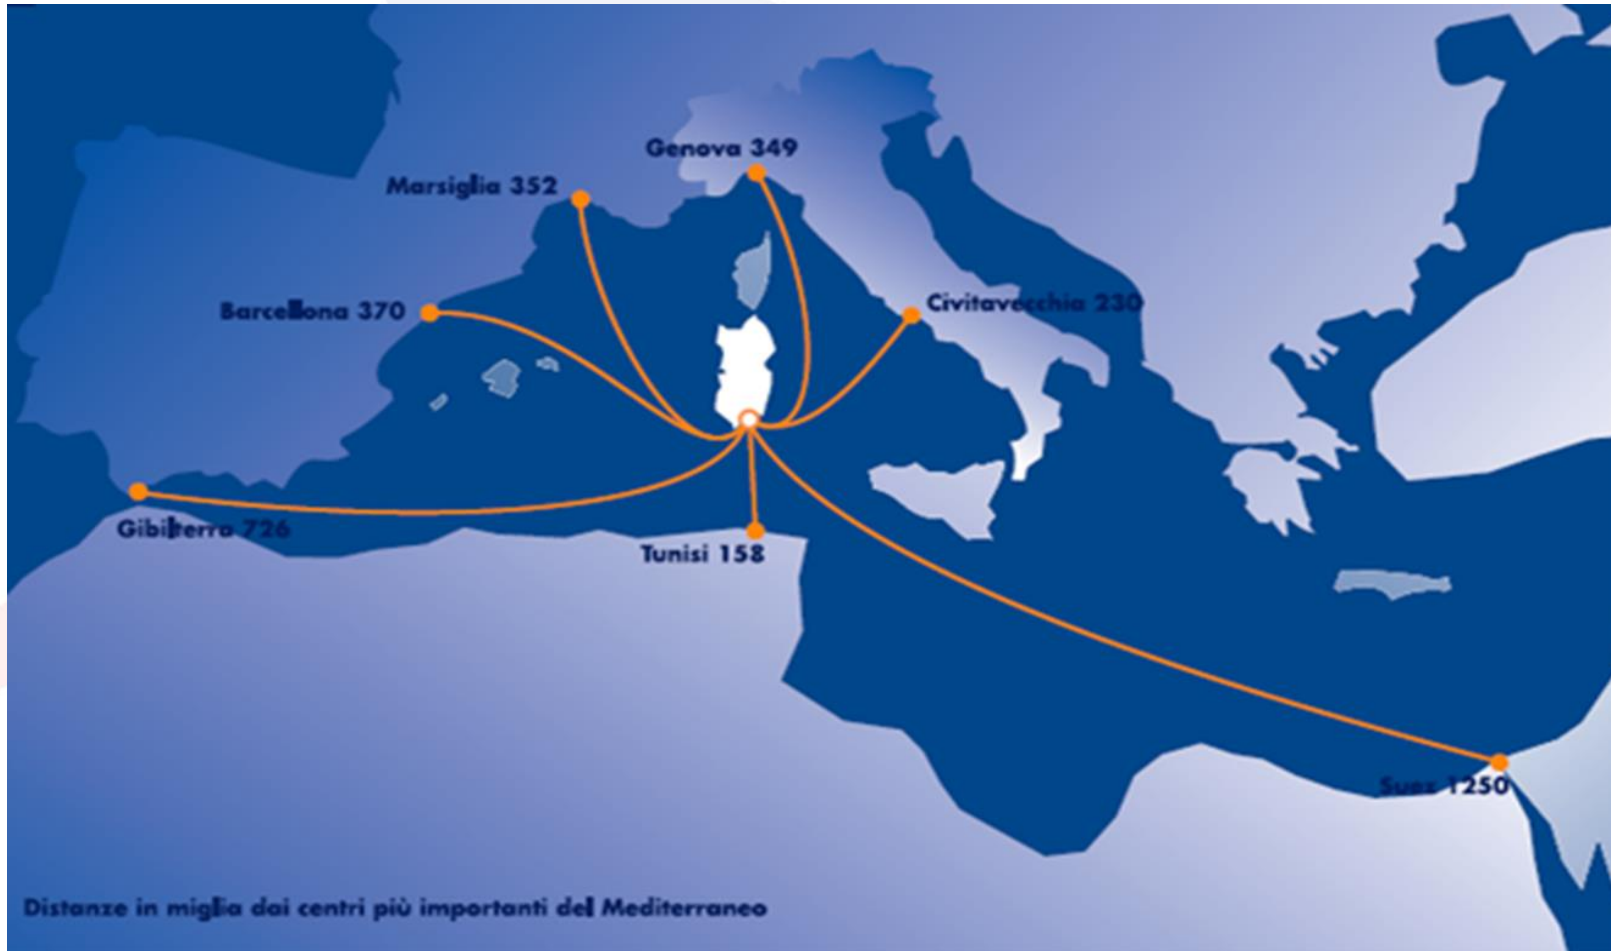 Genova 349
Marsiglia 352
Barcellona 370
Civitavecchia 230
Gibilterra 726
Tunisi 158
Suez 1250
Distanze in miglia dai centri più importanti del Mediterraneo